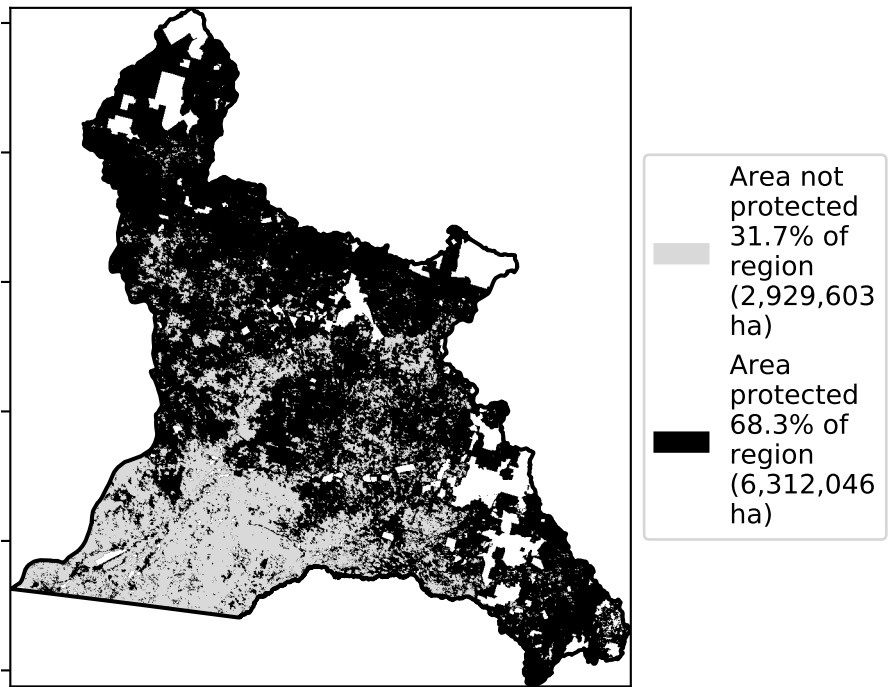 Area not
protected
31.7% of
region
(2,929,603
ha)
Area
protected
68.3% of
region
(6,312,046
ha)